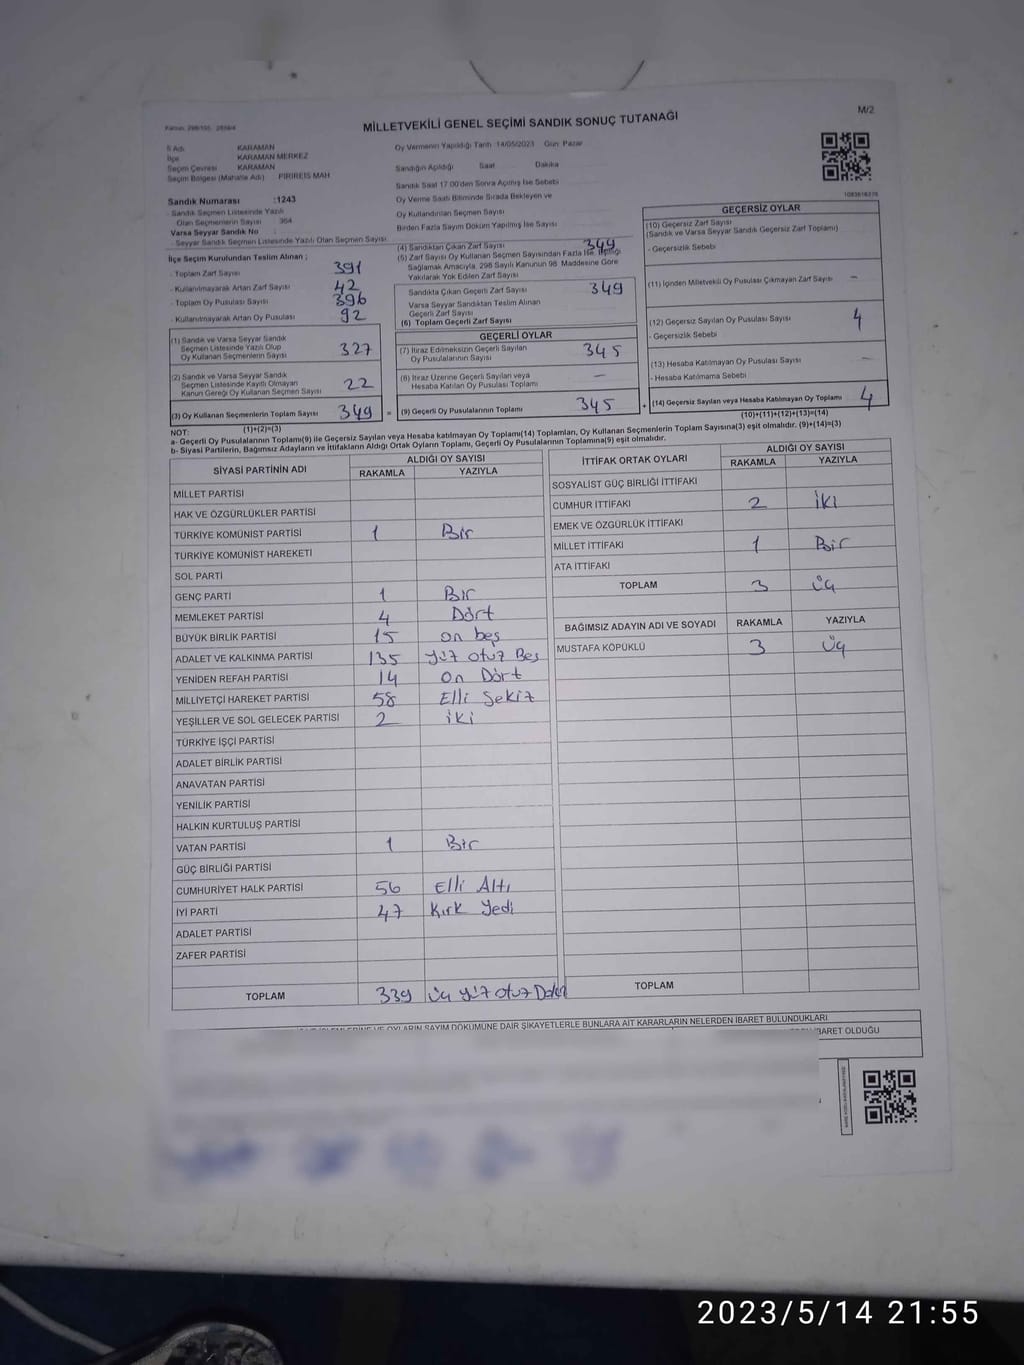 M/2
MİLLETVEKİLİ GENEL SEÇİMİ SANDIK SONUÇ TUTANAĞI
İl Adı KARAMAN
İlçe KARAMAN MERKEZ
Seçim Çevresi KARAMAN
Seçim Bölgesi (Mahalle Adı) PİRİREİS MAH.
Oy Vermenin Yapıldığı Tarih 14/05/2023 Gün Pazar
Sandığın Açıldığı Saat Dakika
Sandık Saat 17.00'den Sonra Açılmış İse Sebebi
Oy Verme Saati Bitiminde Sırada Bekleyen ve
Oy Kullandırılan Seçmen Sayısı
Birden Fazla Sayım Döküm Yapılmış İse Sayısı
Sandık Numarası :1243
Sandık Seçmen Listesinde Yazılı
Olan Seçmenlerin Sayısı : 364
Varsa Seyyar Sandık No
Seyyar Sandık Seçmen Listesinde Yazılı Olan Seçmen Sayısı
İlçe Seçim Kurulundan Teslim Alınan ;
- Toplam Zarf Sayısı 391
- Kullanılmayarak Artan Zarf Sayısı 42
- Toplam Oy Pusulası Sayısı 396
- Kullanılmayarak Artan Oy Pusulası 92
(1) Sandık ve Varsa Seyyar Sandık
Seçmen Listesinde Yazılı Olup
Oy Kullanan Seçmenlerin Sayısı 327
(2) Sandık ve Varsa Seyyar Sandık
Seçmen Listesinde Kayıtlı Olmayan
Kanun Gereği Oy Kullanan Seçmen Sayısı 22
(3) Oy Kullanan Seçmenlerin Toplam Sayısı 349 =
(1)+(2)=(3)
(4) Sandıktan Çıkan Zarf Sayısı 349
(5) Zarf Sayısı Oy Kullanan Seçmen Sayısından Fazla İse, Eşitliği
Sağlamak Amacıyla, 298 Sayılı Kanunun 98. Maddesine Göre
Yakılarak Yok Edilen Zarf Sayısı
Sandıkta Çıkan Geçerli Zarf Sayısı 349
Varsa Seyyar Sandıktan Teslim Alınan
Geçerli Zarf Sayısı
(6) Toplam Geçerli Zarf Sayısı
GEÇERLİ OYLAR
(7) İtiraz Edilmeksizin Geçerli Sayılan
Oy Pusulalarının Sayısı 345
(8) İtiraz Üzerine Geçerli Sayılan veya
Hesaba Katılan Oy Pusulası Toplamı -
(9) Geçerli Oy Pusulalarının Toplamı 345 +
GEÇERSİZ OYLAR
(10) Geçersiz Zarf Sayısı
(Sandık ve Varsa Seyyar Sandık Geçersiz Zarf Toplamı)
- Geçersizlik Sebebi
(11) İçinden Milletvekili Oy Pusulası Çıkmayan Zarf Sayısı -
(12) Geçersiz Sayılan Oy Pusulası Sayısı 4
- Geçersizlik Sebebi
(13) Hesaba Katılmayan Oy Pusulası Sayısı -
- Hesaba Katılmama Sebebi
(14) Geçersiz Sayılan veya Hesaba Katılmayan Oy Toplamı 4
(10)+(11)+(12)+(13)=(14)
NOT:
a- Geçerli Oy Pusulalarının Toplamı(9) ile Geçersiz Sayılan veya Hesaba katılmayan Oy Toplamı(14) Toplamları, Oy Kullanan Seçmenlerin Toplam Sayısına(3) eşit olmalıdır. (9)+(14)=(3)
b- Siyasi Partilerin, Bağımsız Adayların ve İttifakların Aldığı Ortak Oyların Toplamı, Geçerli Oy Pusulalarının Toplamına(9) eşit olmalıdır.
SİYASİ PARTİNİN ADI ALDIĞI OY SAYISI
RAKAMLA YAZIYLA
MİLLET PARTİSİ
HAK VE ÖZGÜRLÜKLER PARTİSİ
TÜRKİYE KOMÜNİST PARTİSİ 1 Bir
TÜRKİYE KOMÜNİST HAREKETİ
SOL PARTİ
GENÇ PARTİ 1 Bir
MEMLEKET PARTİSİ 4 Dört
BÜYÜK BİRLİK PARTİSİ 15 on beş
ADALET VE KALKINMA PARTİSİ 135 yüz otuz Beş
YENİDEN REFAH PARTİSİ 14 on Dört
MİLLİYETÇİ HAREKET PARTİSİ 58 Elli Sekiz
YEŞİLLER VE SOL GELECEK PARTİSİ 2 iki
TÜRKİYE İŞÇİ PARTİSİ
ADALET BİRLİK PARTİSİ
ANAVATAN PARTİSİ
YENİLİK PARTİSİ
HALKIN KURTULUŞ PARTİSİ
VATAN PARTİSİ 1 Bir
GÜÇ BİRLİĞİ PARTİSİ
CUMHURİYET HALK PARTİSİ 56 Elli Altı
İYİ PARTİ 47 Kırk Yedi
ADALET PARTİSİ
ZAFER PARTİSİ
TOPLAM 339 üç yüz otuz
İTTİFAK ORTAK OYLARI ALDIĞI OY SAYISI
RAKAMLA YAZIYLA
SOSYALİST GÜÇ BİRLİĞİ İTTİFAKI
CUMHUR İTTİFAKI 2 İki
EMEK VE ÖZGÜRLÜK İTTİFAKI
MİLLET İTTİFAKI 1 Bir
ATA İTTİFAKI
TOPLAM 3 üç
BAĞIMSIZ ADAYIN ADI VE SOYADI RAKAMLA YAZIYLA
MUSTAFA KÖPÜKLÜ 3 Üç
TOPLAM
VE OYLARIN SAYIM DÖKÜMÜNE DAİR ŞİKAYETLERLE BUNLARA AİT KARARLARIN NELERDEN İBARET BULUNDUKLARI
İBARET OLDUĞU
2023/5/14 21:55